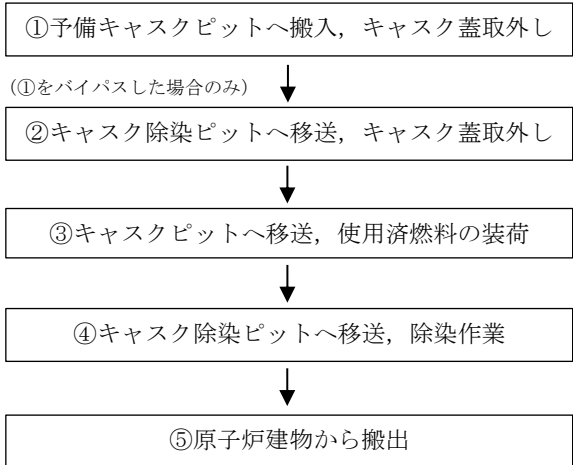 ①予備キャスクピットへ搬入，キャスク蓋取外し
（①をバイパスした場合のみ）
②キャスク除染ピットへ移送，キャスク蓋取外し
③キャスクピットへ移送，使用済燃料の装荷
④キャスク除染ピットへ移送，除染作業
⑤原子炉建物から搬出